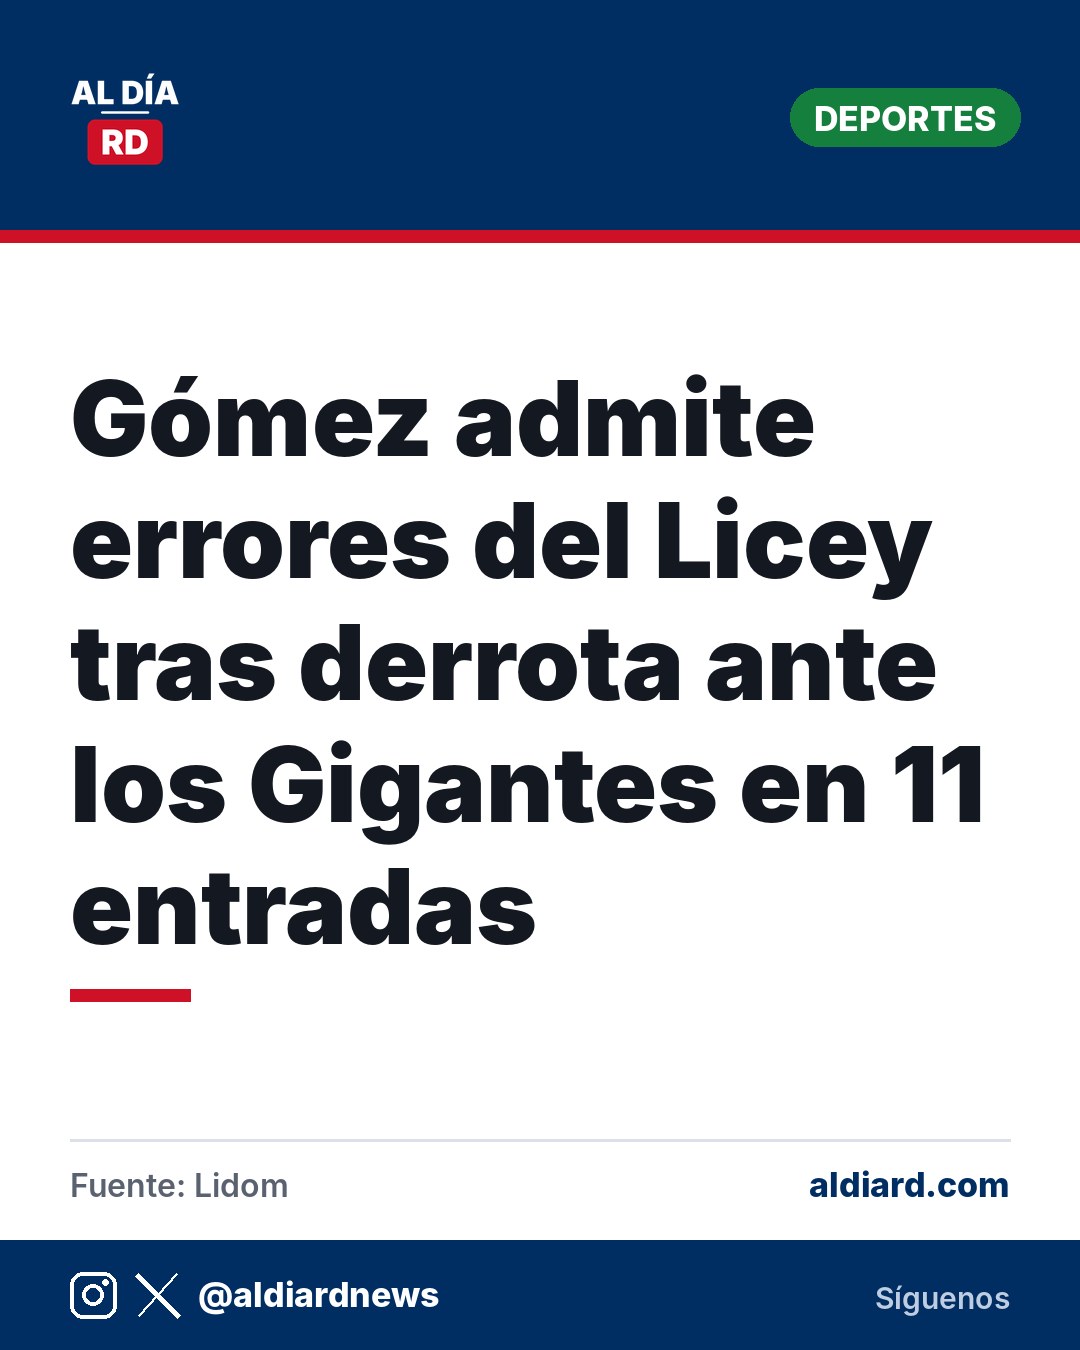 AL DÍA
RD
DEPORTES
Gómez admite
errores del Licey
tras derrota ante
los Gigantes en 11
entradas
Fuente: Lidom
aldiard.com
@aldiardnews
Síguenos